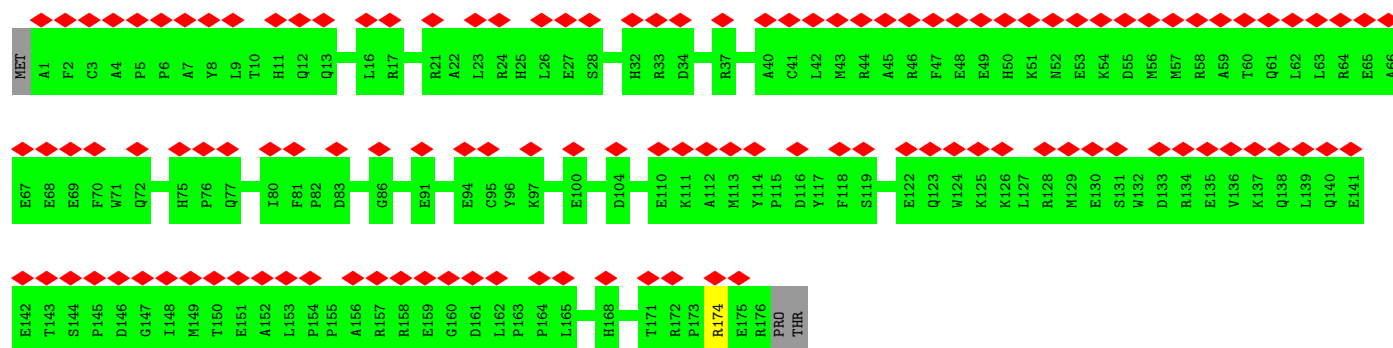 MET A1 F2 C3 A4 P5 P6 A7 Y8 L9 T10 H11 Q12 Q13 L16 R17 R21 A22 L23 R24 H25 L26 E27 S28 H32 R33 D34 R37 A40 C41 L42 M43 R44 A45 R46 F47 E48 E49 H50 K51 N52 E53 K54 D55 M56 M57 R58 A59 T60 Q61 L62 L63 R64 E65 A66
E67 E68 E69 F70 W71 Q72 H75 P76 Q77 I80 F81 P82 D83 G86 E91 E94 C95 Y96 K97 E100 D104 E110 K111 A112 M113 Y114 P115 D116 Y117 F118 S119 E122 Q123 W124 K125 K126 L127 R128 M129 E130 S131 W132 D133 R134 E135 V136 K137 Q138 L139 Q140 E141
E142 T143 S144 P145 D146 G147 I148 M149 T150 E151 A152 L153 P154 P155 A156 R157 R158 E159 G160 D161 L162 P163 P164 L165 H168 T171 R172 P173 R174 E175 R176 PRO THR